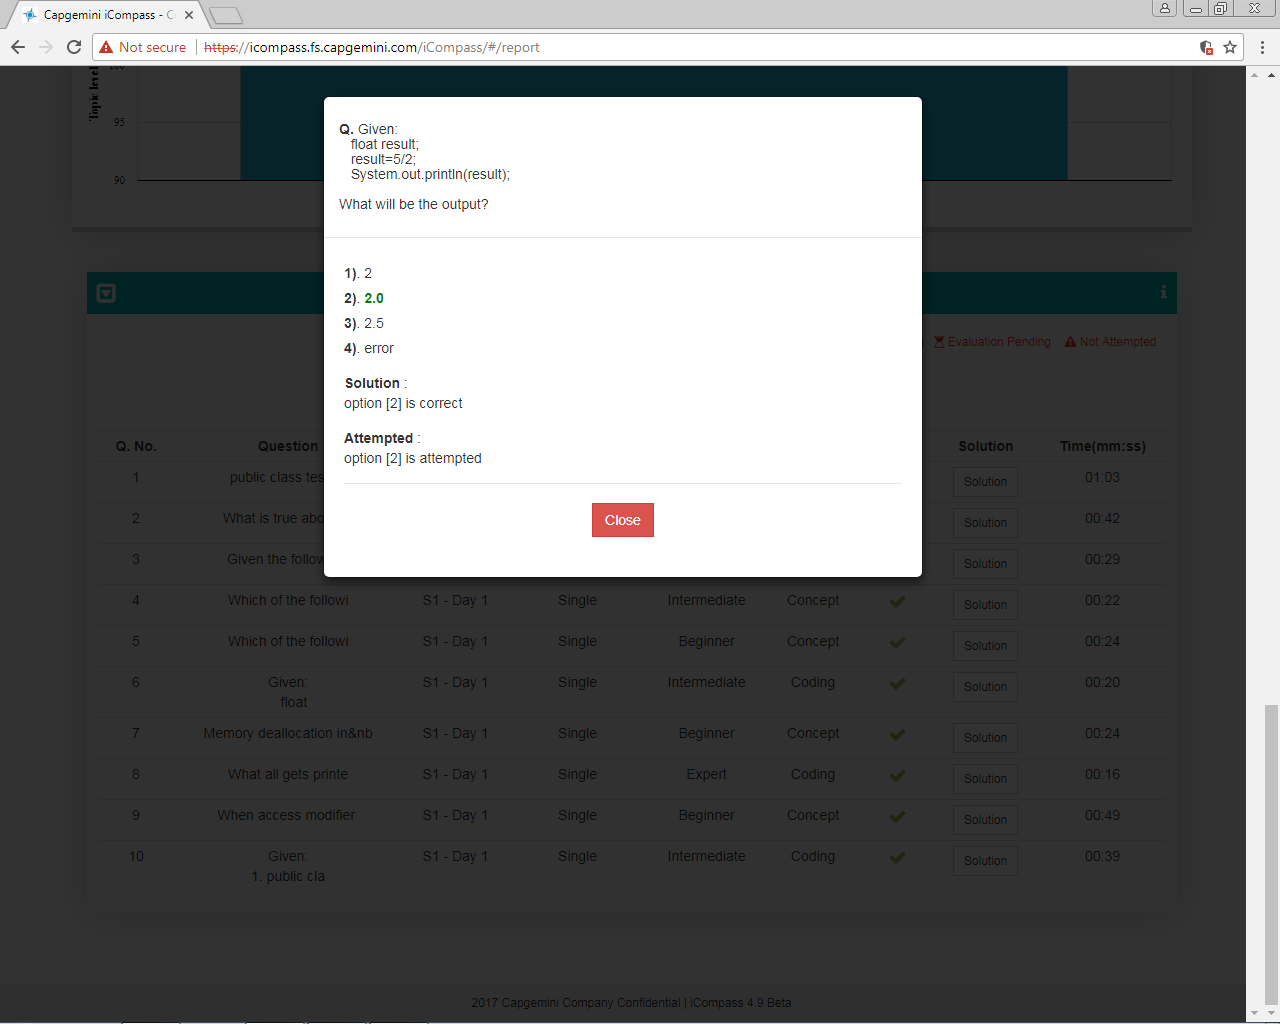 Capgemini iCompass - C
Not secure
https://icompass.fs.capgemini.com/iCompass/#/report
Topic level
95
90
Q. Given:
float result;
result=5/2;
System.out.println(result);
What will be the output?
1). 2
2). 2.0
3). 2.5
4). error
Solution :
option [2] is correct
Attempted :
option [2] is attempted
Close
Evaluation Pending Not Attempted
Q. No. Question Solution Time(mm:ss)
1 public class tes Solution 01:03
2 What is true abo Solution 00:42
3 Given the follow Solution 00:29
4 Which of the followi S1 - Day 1 Single Intermediate Concept Solution 00:22
5 Which of the followi S1 - Day 1 Single Beginner Concept Solution 00:24
6 Given: S1 - Day 1 Single Intermediate Coding Solution 00:20
float
7 Memory deallocation in&nb S1 - Day 1 Single Beginner Concept Solution 00:24
8 What all gets printe S1 - Day 1 Single Expert Coding Solution 00:16
9 When access modifier S1 - Day 1 Single Beginner Concept Solution 00:49
10 Given: S1 - Day 1 Single Intermediate Coding Solution 00:39
1. public cla
2017 Capgemini Company Confidential | iCompass 4.9 Beta